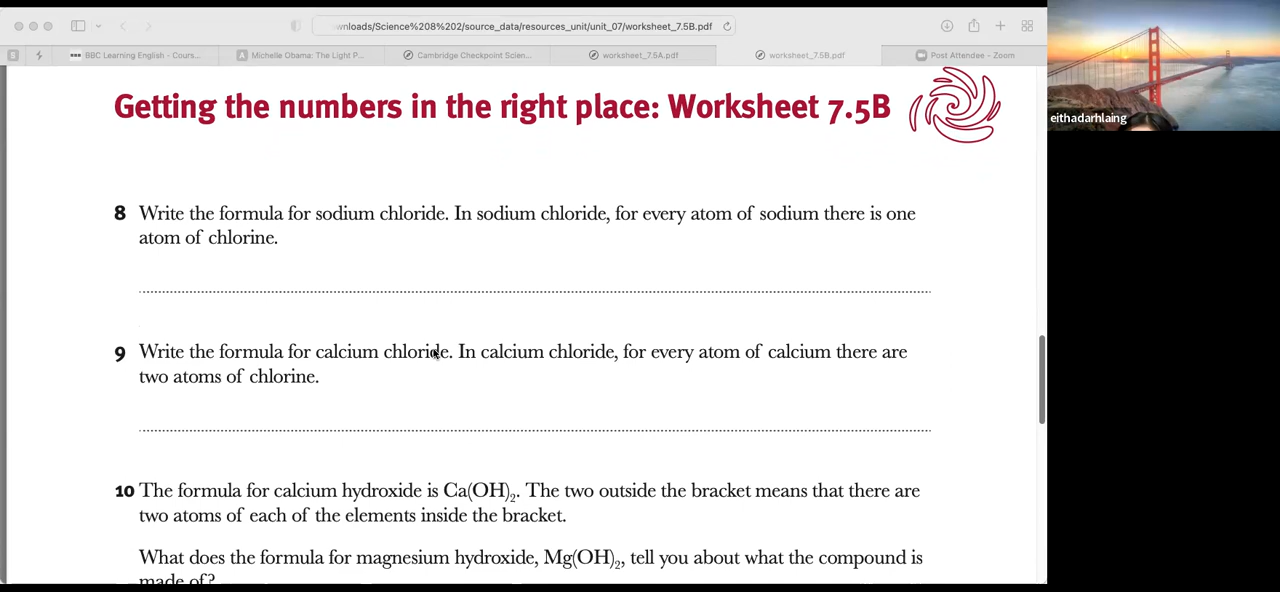 wnloads/Science%208%202/source_data/resources_unit/unit_07/worksheet_7.5B.pdf
S
BBC Learning English - Cours...
A Michelle Obama: The Light P...
Cambridge Checkpoint Scien...
worksheet_7.5A.pdf
worksheet_7.5B.pdf
Post Attendee - Zoom
eithadarhlaing
Getting the numbers in the right place: Worksheet 7.5B
8 Write the formula for sodium chloride. In sodium chloride, for every atom of sodium there is one
atom of chlorine.
9 Write the formula for calcium chloride. In calcium chloride, for every atom of calcium there are
two atoms of chlorine.
10 The formula for calcium hydroxide is Ca(OH)₂. The two outside the bracket means that there are
two atoms of each of the elements inside the bracket.
What does the formula for magnesium hydroxide, Mg(OH)₂, tell you about what the compound is
made of?